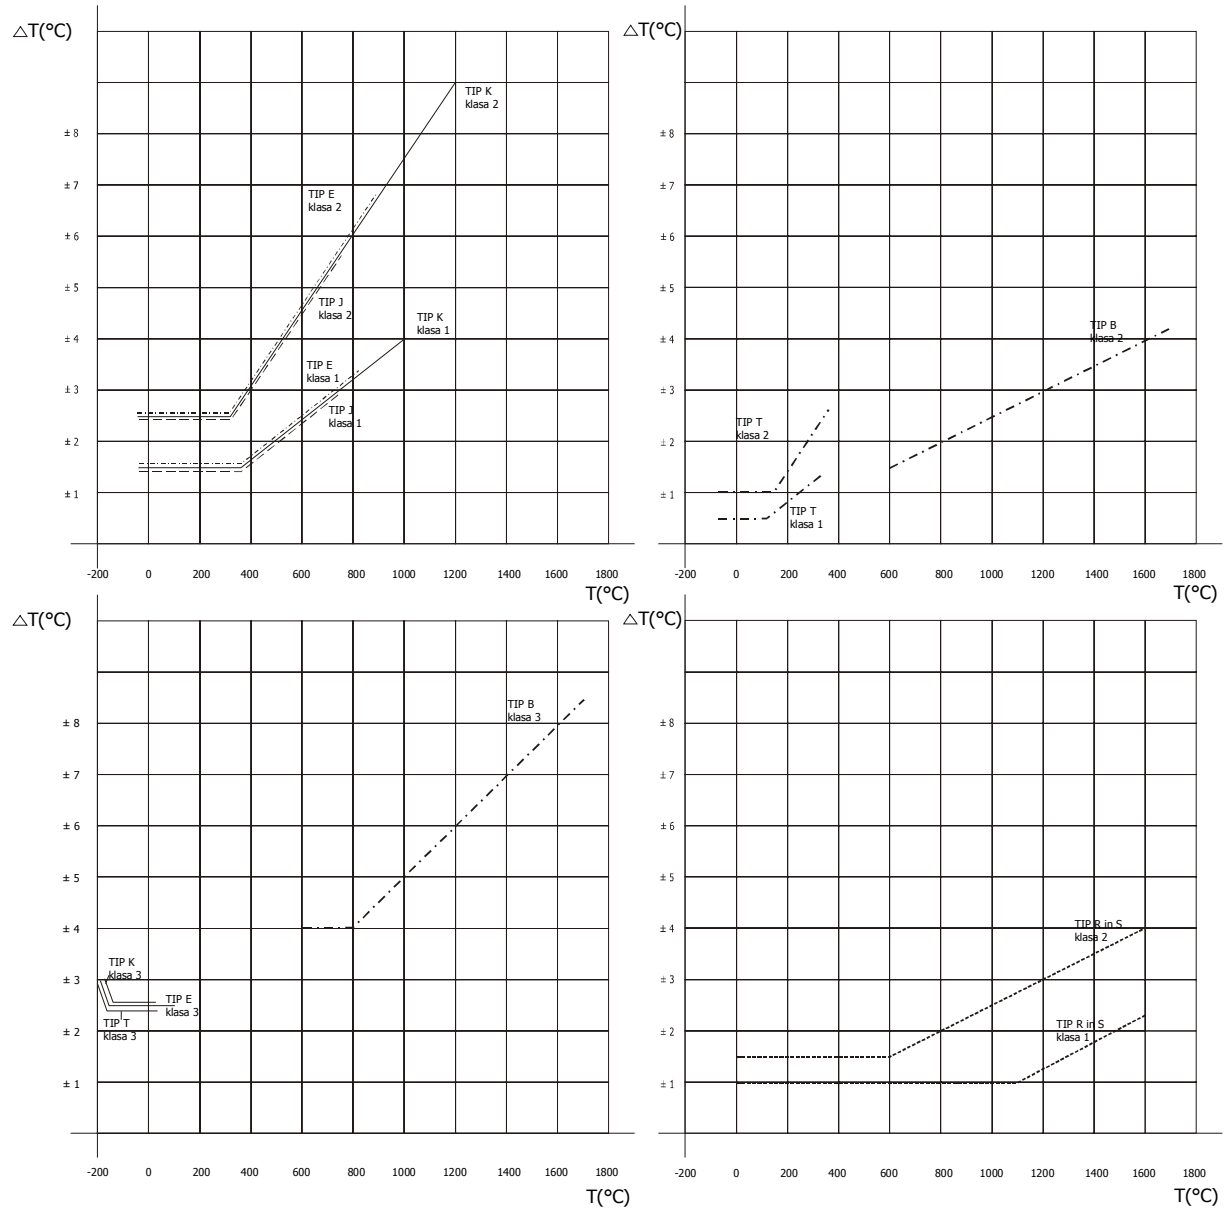 △T(°C)
TIP K
klasa 2
± 8
± 7
TIP E
klasa 2
± 6
± 5
TIP J
klasa 2
TIP K
klasa 1
± 4
TIP E
klasa 1
± 3
TIP J
klasa 1
± 2
± 1
-200 0 200 400 600 800 1000 1200 1400 1600 1800
T(°C)
△T(°C)
± 8
± 7
± 6
± 5
TIP B
klasa 2
± 4
± 3
TIP T
klasa 2
± 2
± 1
TIP T
klasa 1
-200 0 200 400 600 800 1000 1200 1400 1600 1800
T(°C)
△T(°C)
TIP B
klasa 3
± 8
± 7
± 6
± 5
± 4
TIP K
klasa 3
± 3
TIP E
klasa 3
TIP T
klasa 3
± 2
± 1
-200 0 200 400 600 800 1000 1200 1400 1600 1800
T(°C)
△T(°C)
± 8
± 7
± 6
± 5
± 4
TIP R in S
klasa 2
± 3
± 2
TIP R in S
klasa 1
± 1
-200 0 200 400 600 800 1000 1200 1400 1600 1800
T(°C)